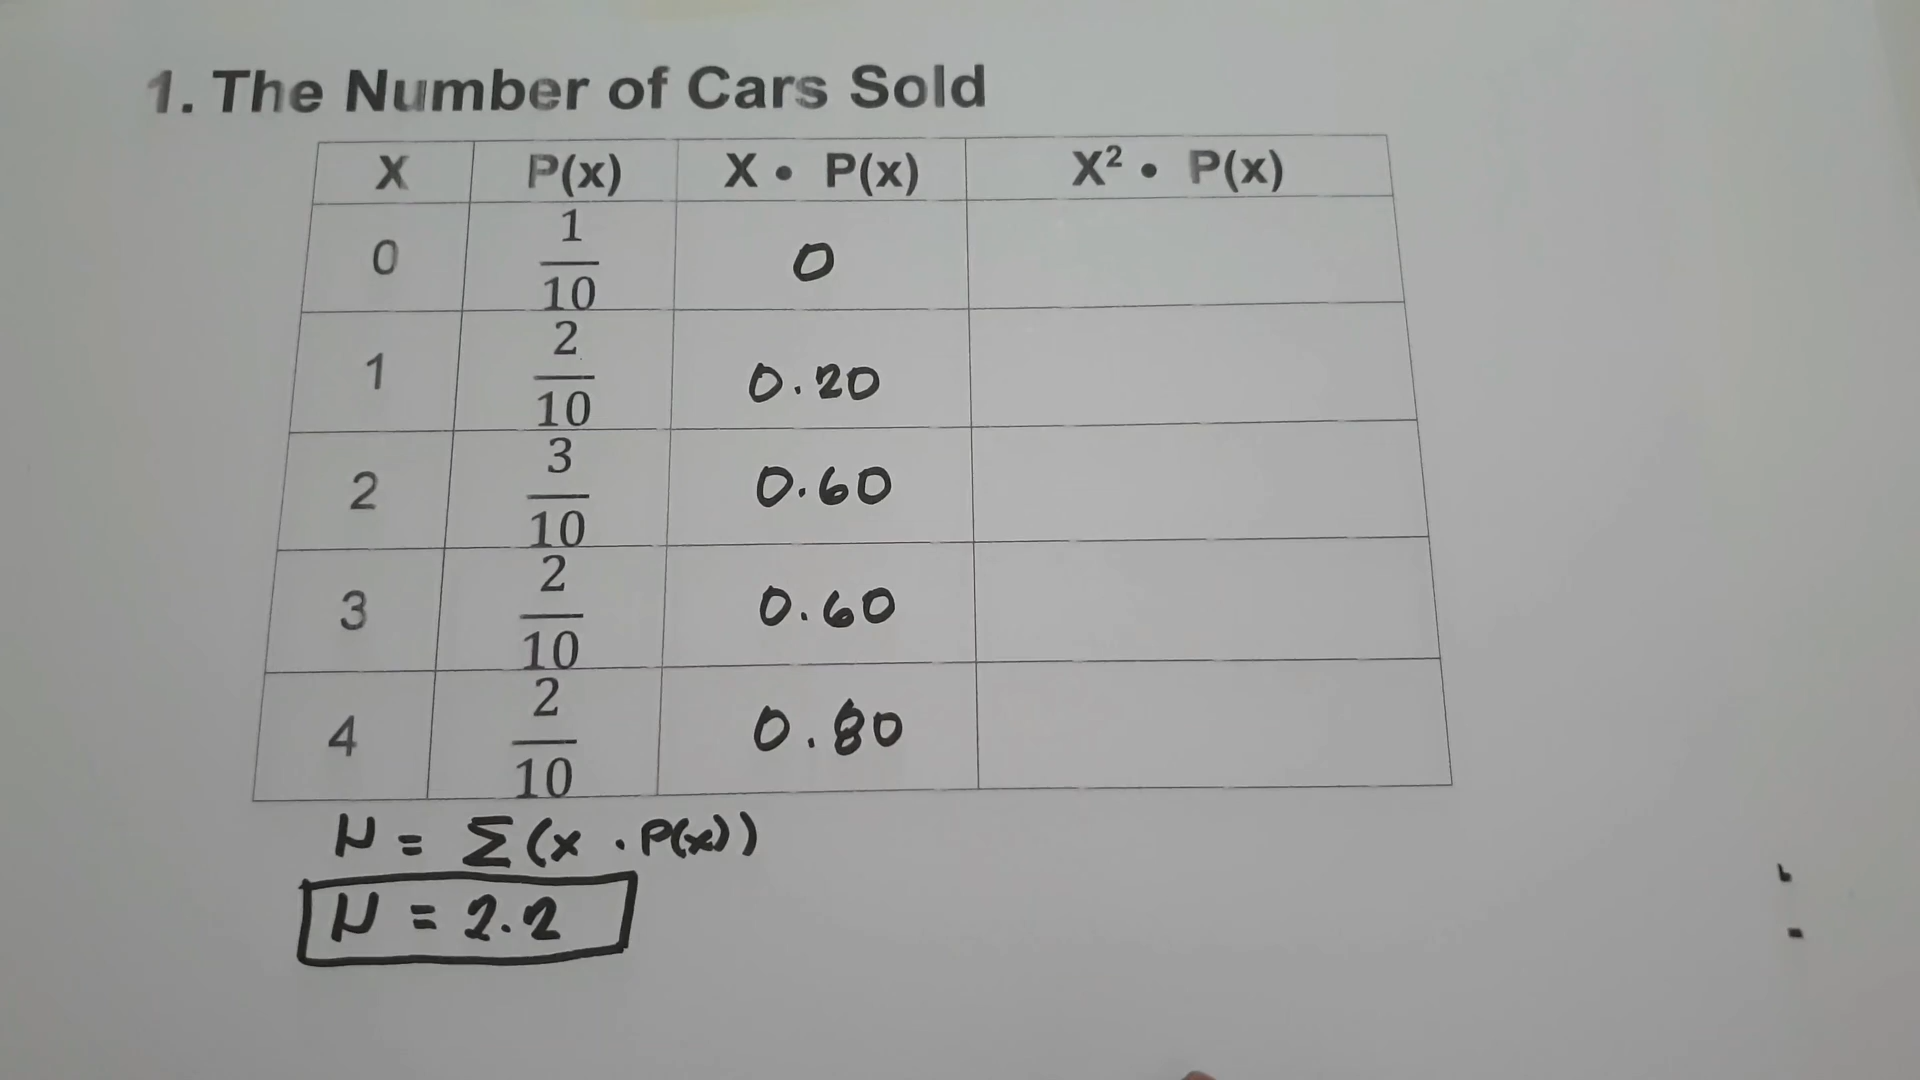 1. The Number of Cars Sold
X P(x) X • P(x) X² • P(x)
0 1/10 0
1 2/10 0.20
2 3/10 0.60
3 2/10 0.60
4 2/10 0.80
μ = Σ(x . P(x))
μ = 2.2